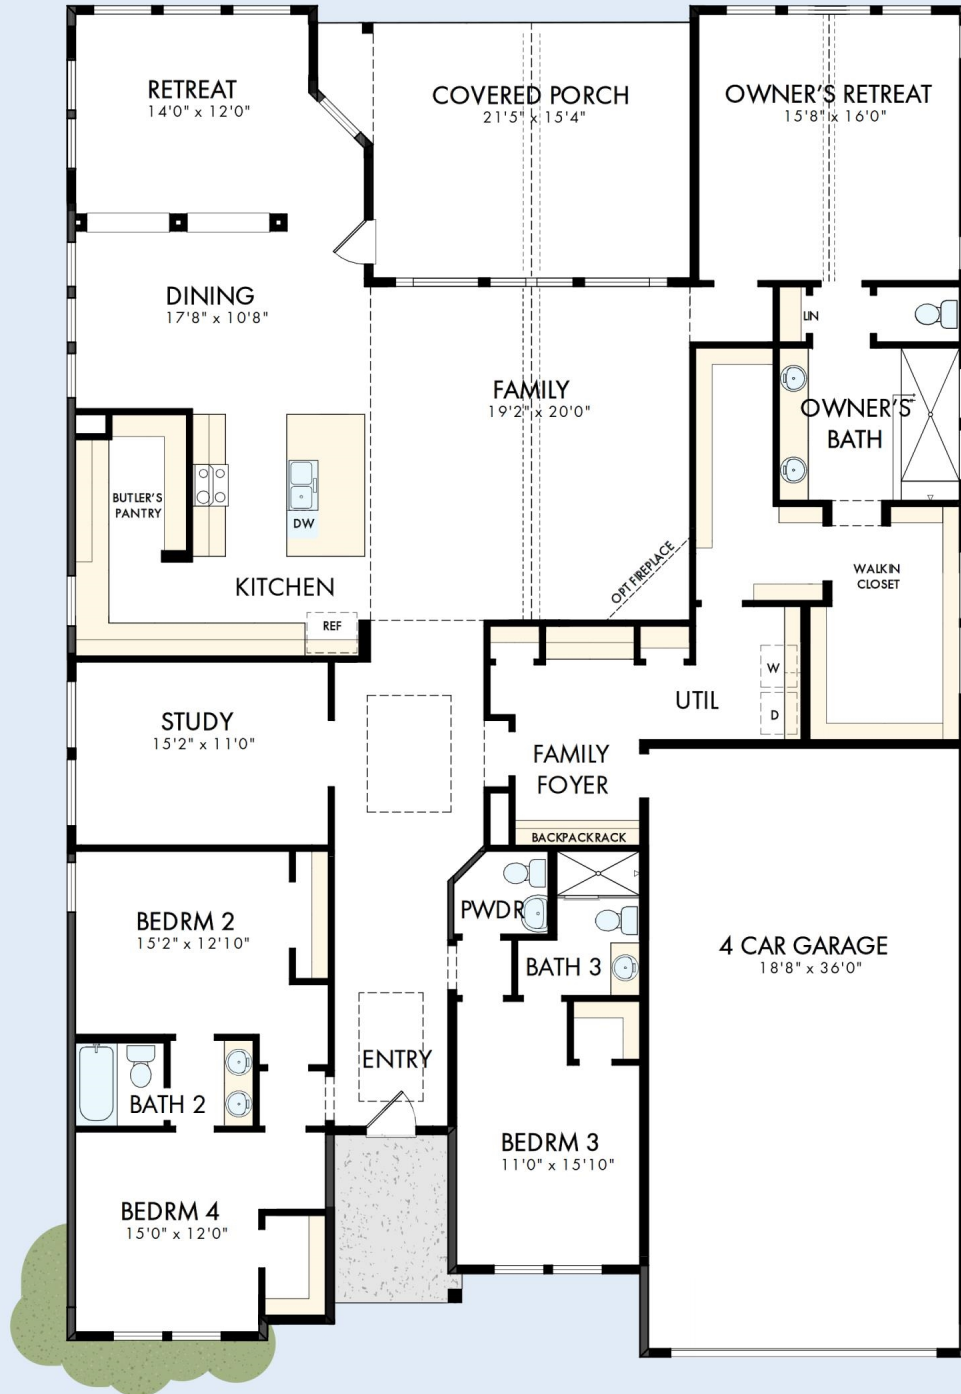 RETREAT
14'0" x 12'0"
COVERED PORCH
21'5" x 15'4"
OWNER'S RETREAT
15'8" x 16'0"
DINING
17'8" x 10'8"
LIN
FAMILY
19'2" x 20'0"
OWNER'S
BATH
BUTLER'S
PANTRY
DW
KITCHEN
OPT FIREPLACE
WALKIN
CLOSET
REF
W
D
UTIL
STUDY
15'2" x 11'0"
FAMILY
FOYER
BACKPACKRACK
BEDRM 2
15'2" x 12'10"
PWDR
BATH 3
4 CAR GARAGE
18'8" x 36'0"
ENTRY
BATH 2
BEDRM 3
11'0" x 15'10"
BEDRM 4
15'0" x 12'0"